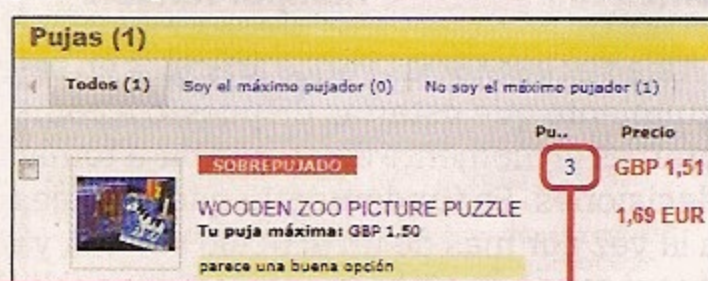 Pujas (1)
Todos (1) Soy el máximo pujador (0) No soy el máximo pujador (1)
Pu.. Precio
SOBREPUJADO 3 GBP 1,51
WOODEN ZOO PICTURE PUZZLE 1,69 EUR
Tu puja máxima: GBP 1,50
parece una buena opción